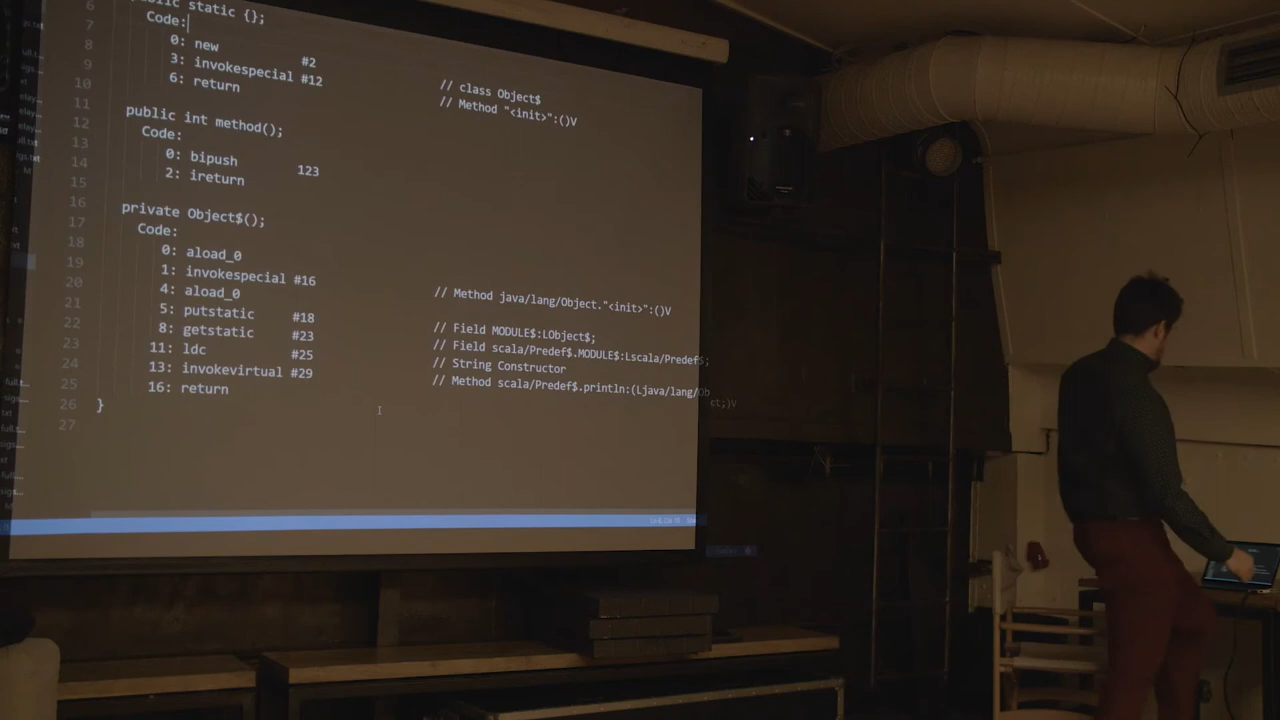 6 public static {};
7 Code:
8 0: new #2 // class Object$
9 3: invokespecial #12 // Method "<init>":()V
10 6: return
11
12 public int method();
13 Code:
14 0: bipush 123
15 2: ireturn
16
17 private Object$();
18 Code:
19 0: aload_0
20 1: invokespecial #16 // Method java/lang/Object."<init>":()V
21 4: aload_0
22 5: putstatic #18 // Field MODULE$:LObject$;
23 8: getstatic #23 // Field scala/Predef$.MODULE$:Lscala/Predef$;
24 11: ldc #25 // String Constructor
25 13: invokevirtual #29 // Method scala/Predef$.println:(Ljava/lang/Object;)V
26 16: return
27 }